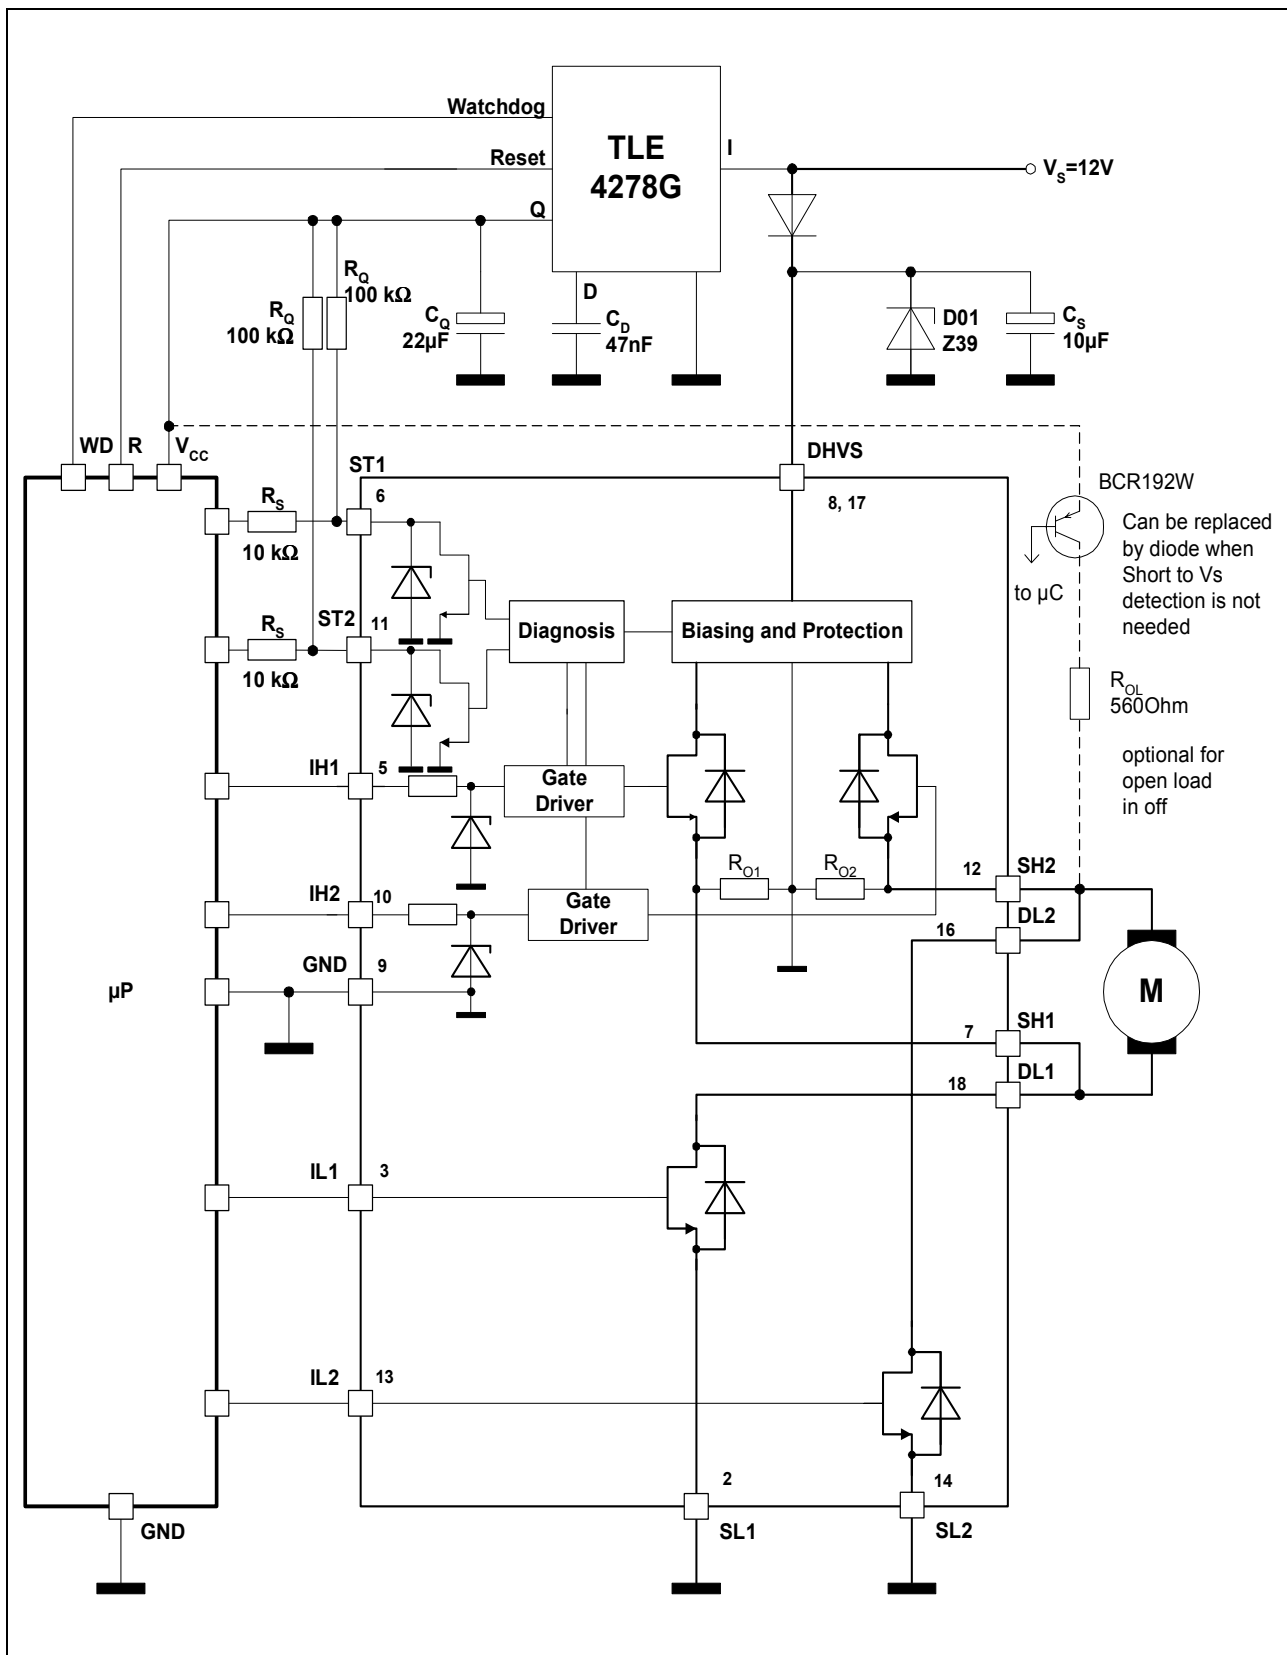 Watchdog
TLE
4278G
I
Reset
V_S=12V
Q
D
R_Q
100 kΩ
R_Q
100 kΩ
C_Q
22µF
C_D
47nF
D01
Z39
C_S
10µF
WD
R
V_CC
ST1
DHVS
BCR192W
R_S
6
8, 17
10 kΩ
Can be replaced
by diode when
Short to Vs
detection is not
needed
to µC
ST2
R_S
11
Diagnosis
Biasing and Protection
10 kΩ
R_OL
560Ohm
optional for
open load
in off
IH1
5
Gate
Driver
R_O1
R_O2
12
SH2
IH2
10
Gate
Driver
DL2
16
GND
9
µP
M
SH1
7
DL1
18
IL1
3
IL2
13
2
14
GND
SL1
SL2